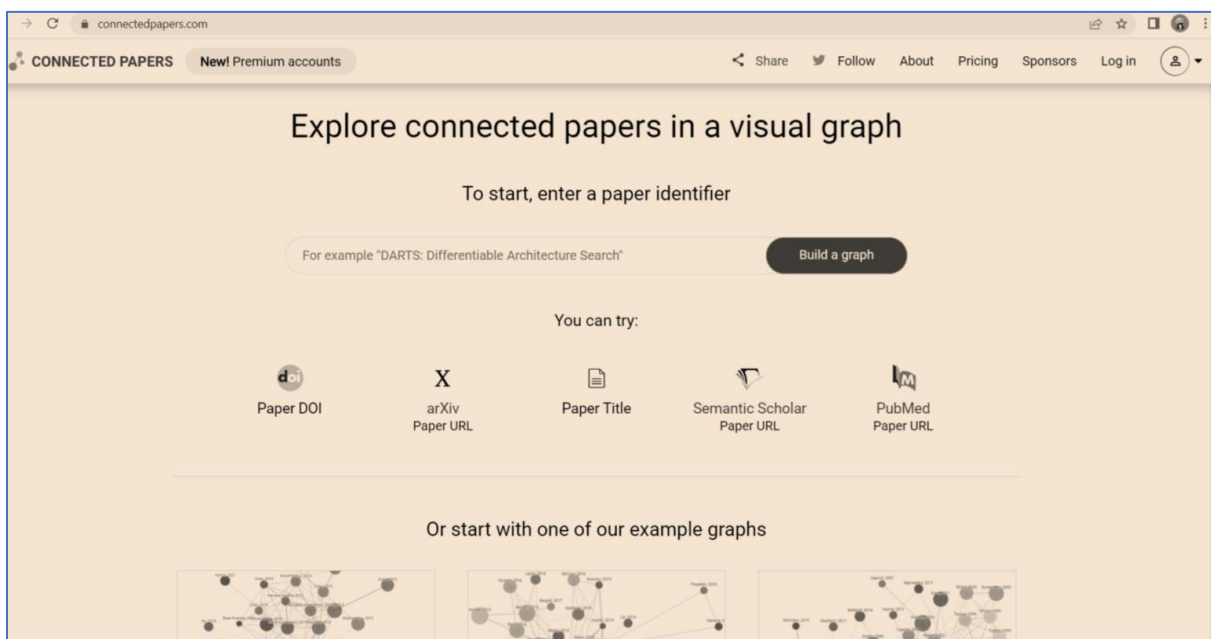 connectedpapers.com
CONNECTED PAPERS New! Premium accounts Share Follow About Pricing Sponsors Log in
Explore connected papers in a visual graph
To start, enter a paper identifier
For example "DARTS: Differentiable Architecture Search" Build a graph
You can try:
doi X M
Paper DOI arXiv Paper Title Semantic Scholar PubMed
Paper URL Paper URL Paper URL
Or start with one of our example graphs